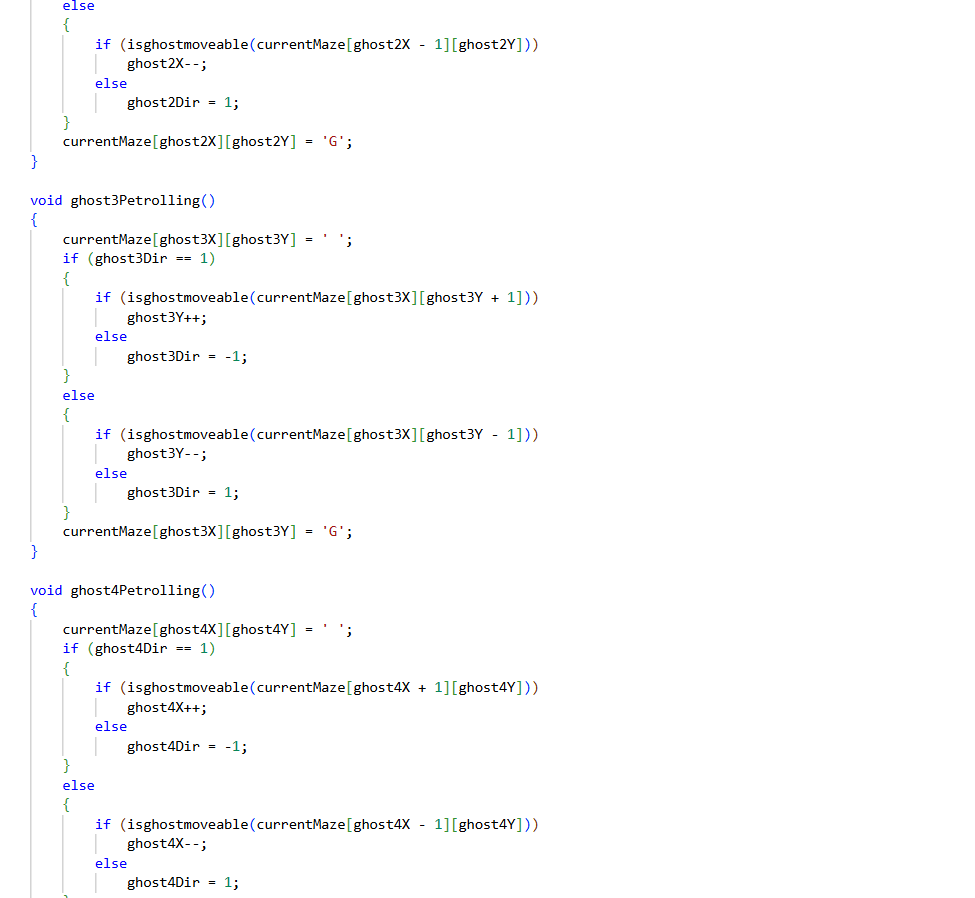 else
{
if (isghostmoveable(currentMaze[ghost2X - 1][ghost2Y]))
ghost2X--;
else
ghost2Dir = 1;
}
currentMaze[ghost2X][ghost2Y] = 'G';
}
void ghost3Petrolling()
{
currentMaze[ghost3X][ghost3Y] = ' ';
if (ghost3Dir == 1)
{
if (isghostmoveable(currentMaze[ghost3X][ghost3Y + 1]))
ghost3Y++;
else
ghost3Dir = -1;
}
else
{
if (isghostmoveable(currentMaze[ghost3X][ghost3Y - 1]))
ghost3Y--;
else
ghost3Dir = 1;
}
currentMaze[ghost3X][ghost3Y] = 'G';
}
void ghost4Petrolling()
{
currentMaze[ghost4X][ghost4Y] = ' ';
if (ghost4Dir == 1)
{
if (isghostmoveable(currentMaze[ghost4X + 1][ghost4Y]))
ghost4X++;
else
ghost4Dir = -1;
}
else
{
if (isghostmoveable(currentMaze[ghost4X - 1][ghost4Y]))
ghost4X--;
else
ghost4Dir = 1;